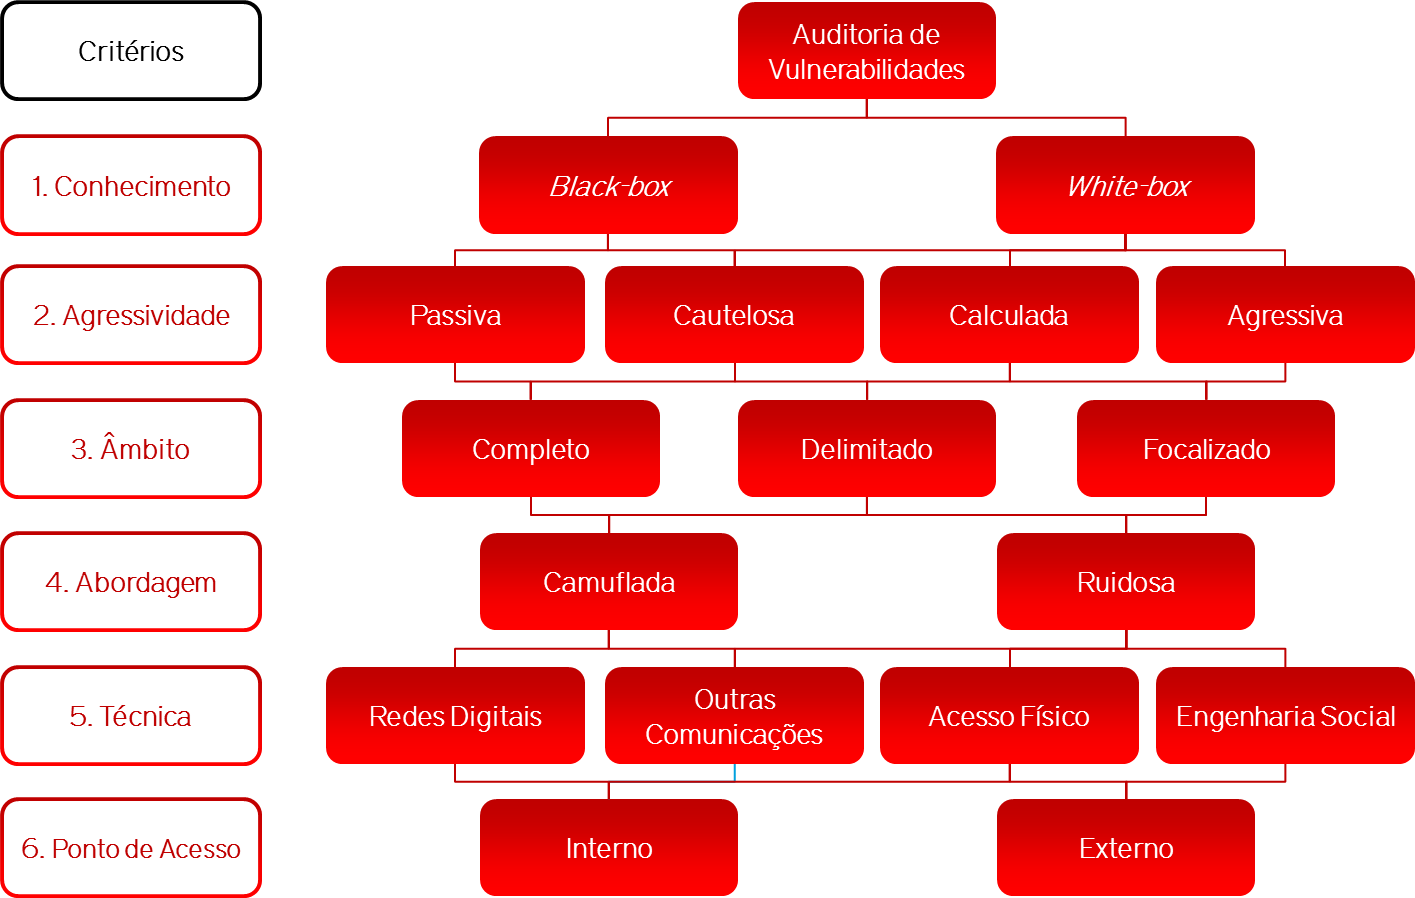 Critérios
Auditoria de
Vulnerabilidades
1. Conhecimento
Black-box
White-box
2. Agressividade
Passiva
Cautelosa
Calculada
Agressiva
3. Âmbito
Completo
Delimitado
Focalizado
4. Abordagem
Camuflada
Ruidosa
5. Técnica
Redes Digitais
Outras
Comunicações
Acesso Físico
Engenharia Social
6. Ponto de Acesso
Interno
Externo